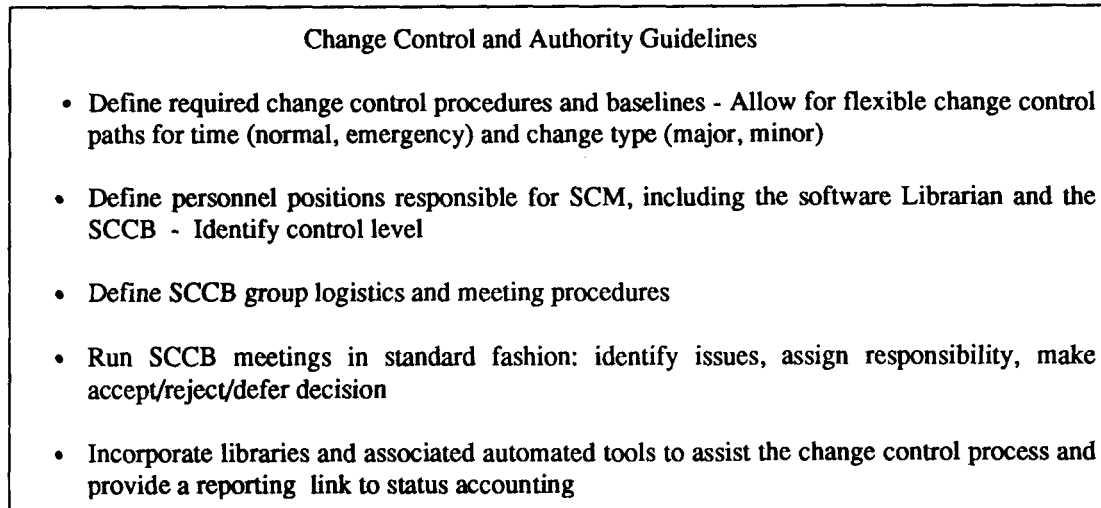 Change Control and Authority Guidelines
• Define required change control procedures and baselines - Allow for flexible change control
paths for time (normal, emergency) and change type (major, minor)
• Define personnel positions responsible for SCM, including the software Librarian and the
SCCB - Identify control level
• Define SCCB group logistics and meeting procedures
• Run SCCB meetings in standard fashion: identify issues, assign responsibility, make
accept/reject/defer decision
• Incorporate libraries and associated automated tools to assist the change control process and
provide a reporting link to status accounting